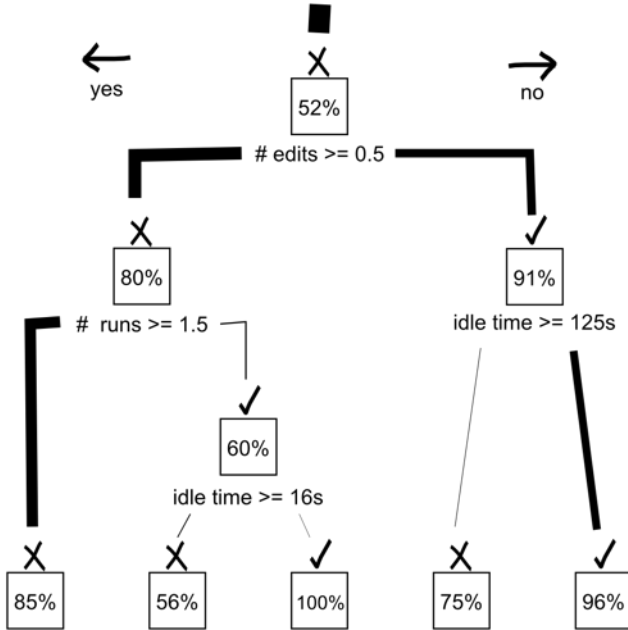 yes
no
52%
# edits >= 0.5
80%
91%
# runs >= 1.5
idle time >= 125s
60%
idle time >= 16s
85%
56%
100%
75%
96%